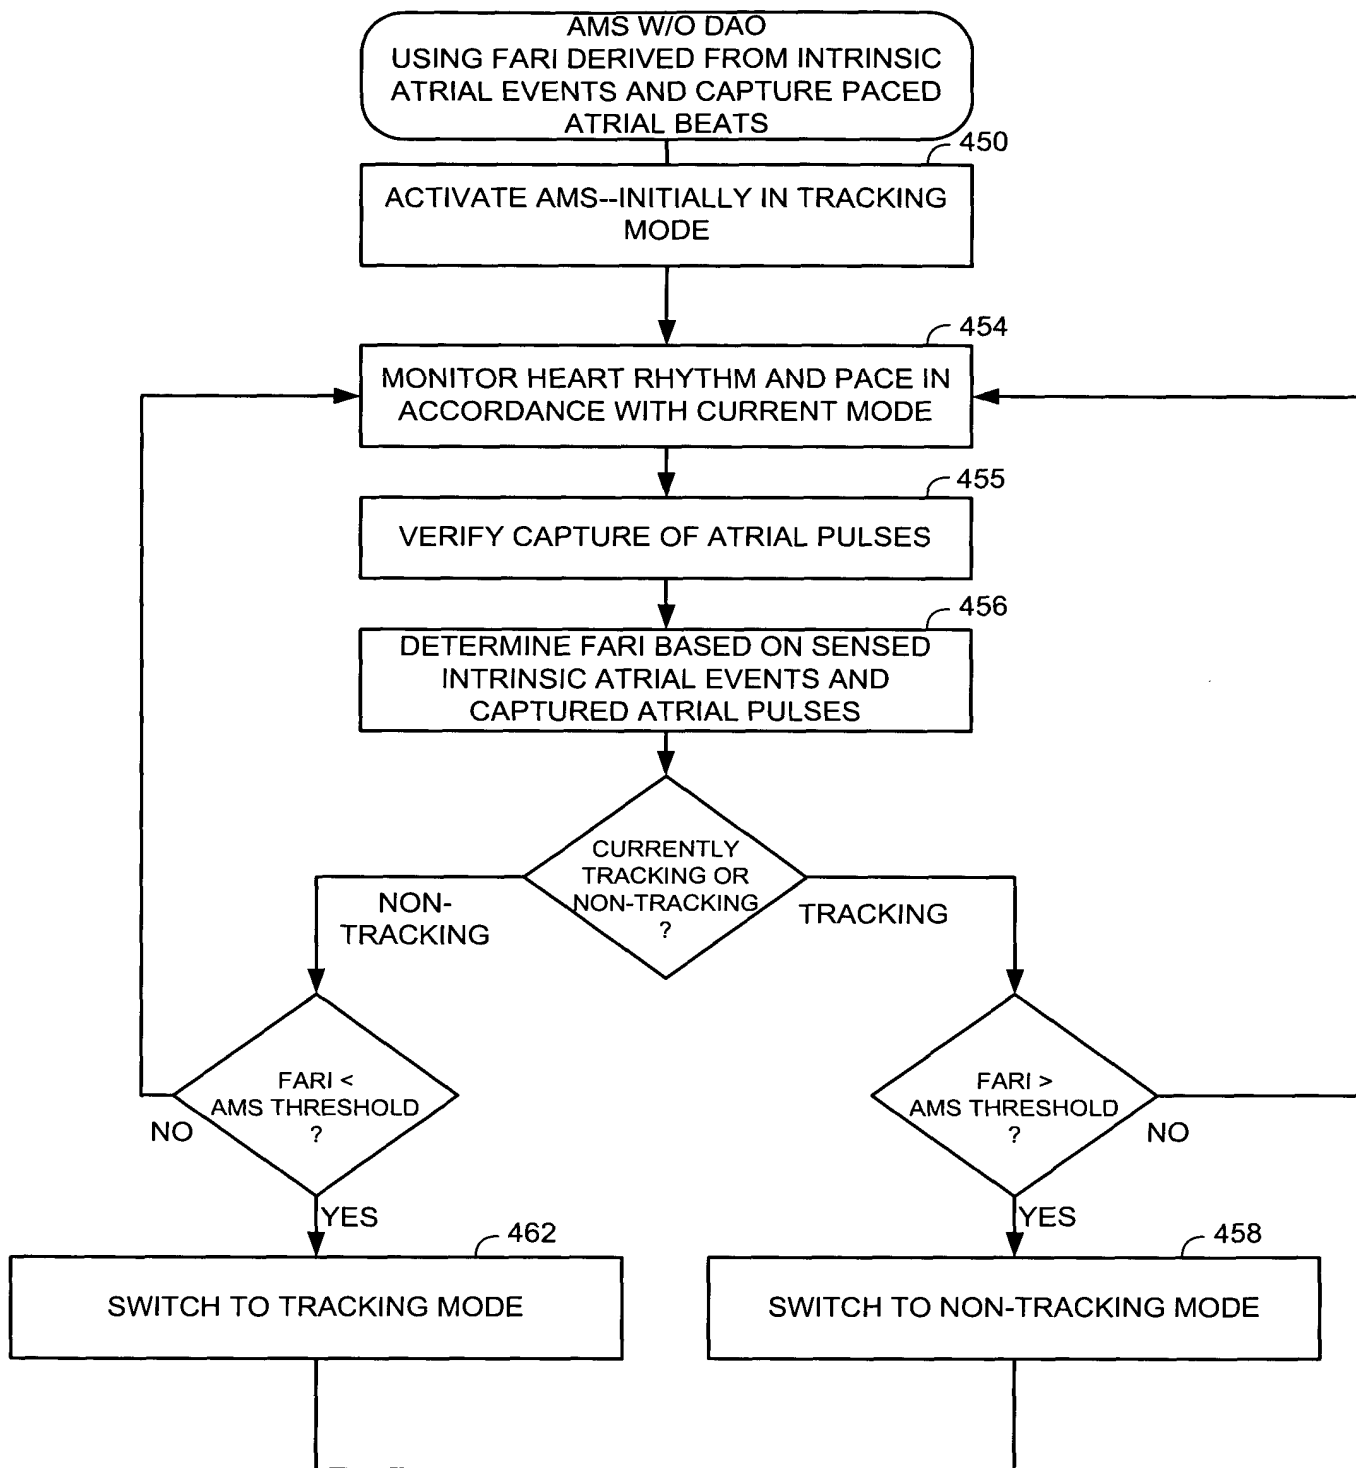 AMS W/O DAO
USING FARI DERIVED FROM INTRINSIC
ATRIAL EVENTS AND CAPTURE PACED
ATRIAL BEATS
450
ACTIVATE AMS--INITIALLY IN TRACKING
MODE
454
MONITOR HEART RHYTHM AND PACE IN
ACCORDANCE WITH CURRENT MODE
455
VERIFY CAPTURE OF ATRIAL PULSES
456
DETERMINE FARI BASED ON SENSED
INTRINSIC ATRIAL EVENTS AND
CAPTURED ATRIAL PULSES
CURRENTLY
TRACKING OR
NON-TRACKING
?
NON-
TRACKING
TRACKING
FARI <
AMS THRESHOLD
?
NO
YES
FARI >
AMS THRESHOLD
?
NO
YES
462
SWITCH TO TRACKING MODE
458
SWITCH TO NON-TRACKING MODE